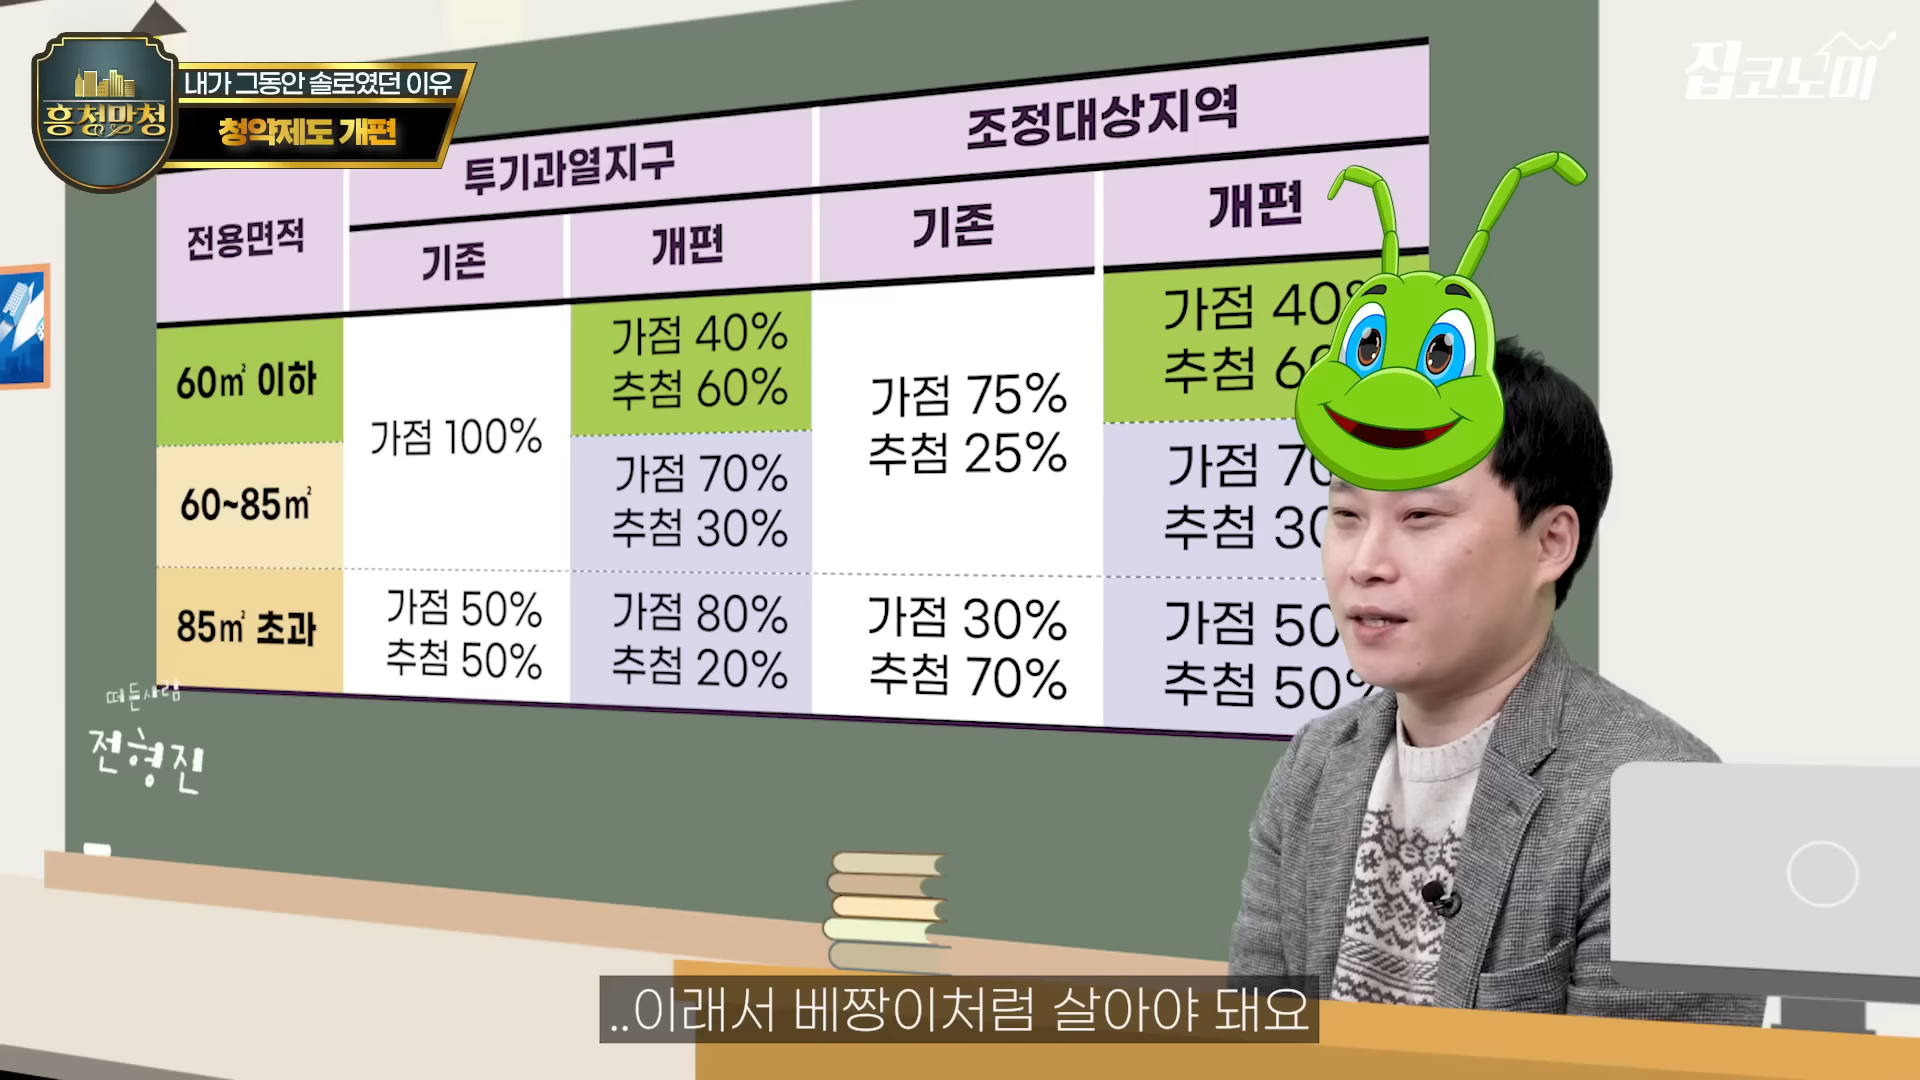 흥청망청
내가 그동안 솔로였던 이유
청약제도 개편
집코노미
전용면적
투기과열지구
조정대상지역
기존
개편
기존
개편
60㎡ 이하
가점 100%
가점 40%
추첨 60%
가점 75%
추첨 25%
가점 40%
추첨 6
60~85㎡
가점 70%
추첨 30%
가점 70
추첨 30
85㎡ 초과
가점 50%
추첨 50%
가점 80%
추첨 20%
가점 30%
추첨 70%
가점 50
추첨 50%
떠든사람
전형진
..이래서 베짱이처럼 살아야 돼요